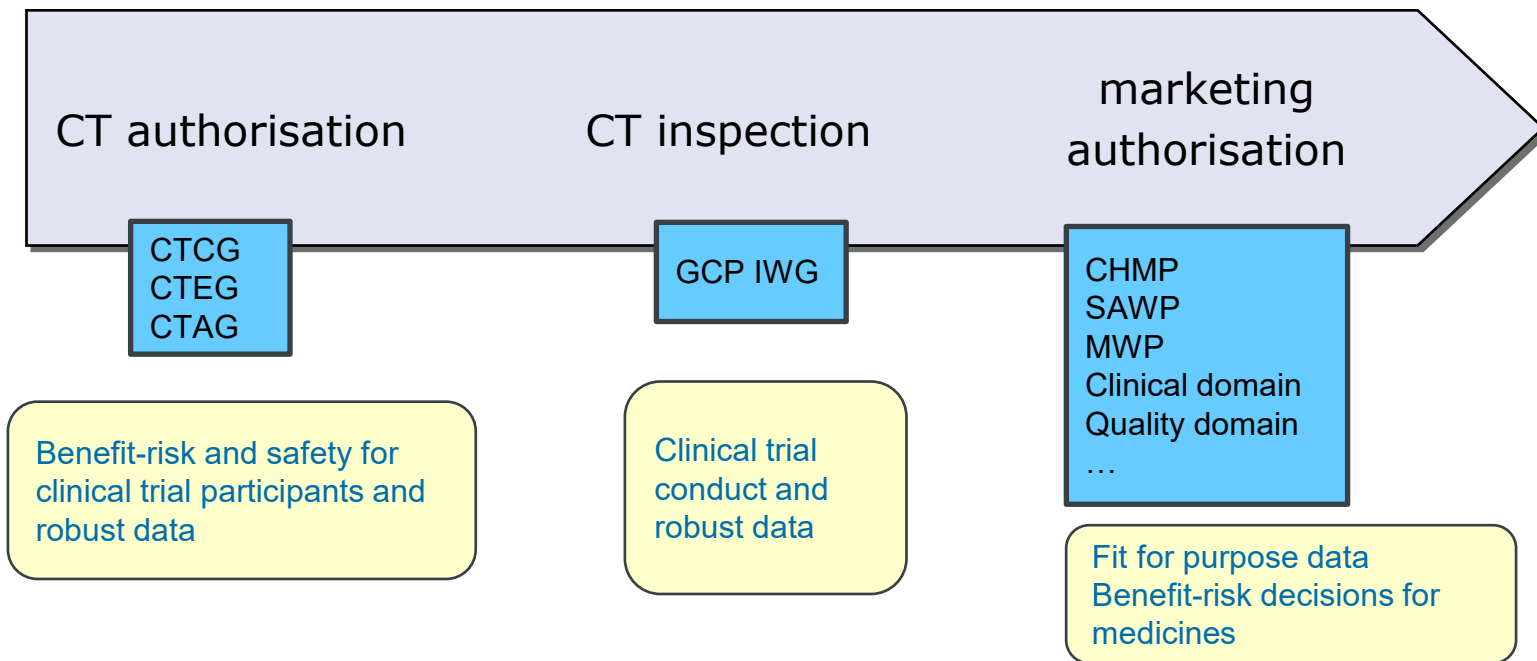 CT authorisation
CT inspection
marketing
authorisation
CTCG
CTEG
CTAG
GCP IWG
CHMP
SAWP
MWP
Clinical domain
Quality domain
…
Benefit-risk and safety for
clinical trial participants and
robust data
Clinical trial
conduct and
robust data
Fit for purpose data
Benefit-risk decisions for
medicines